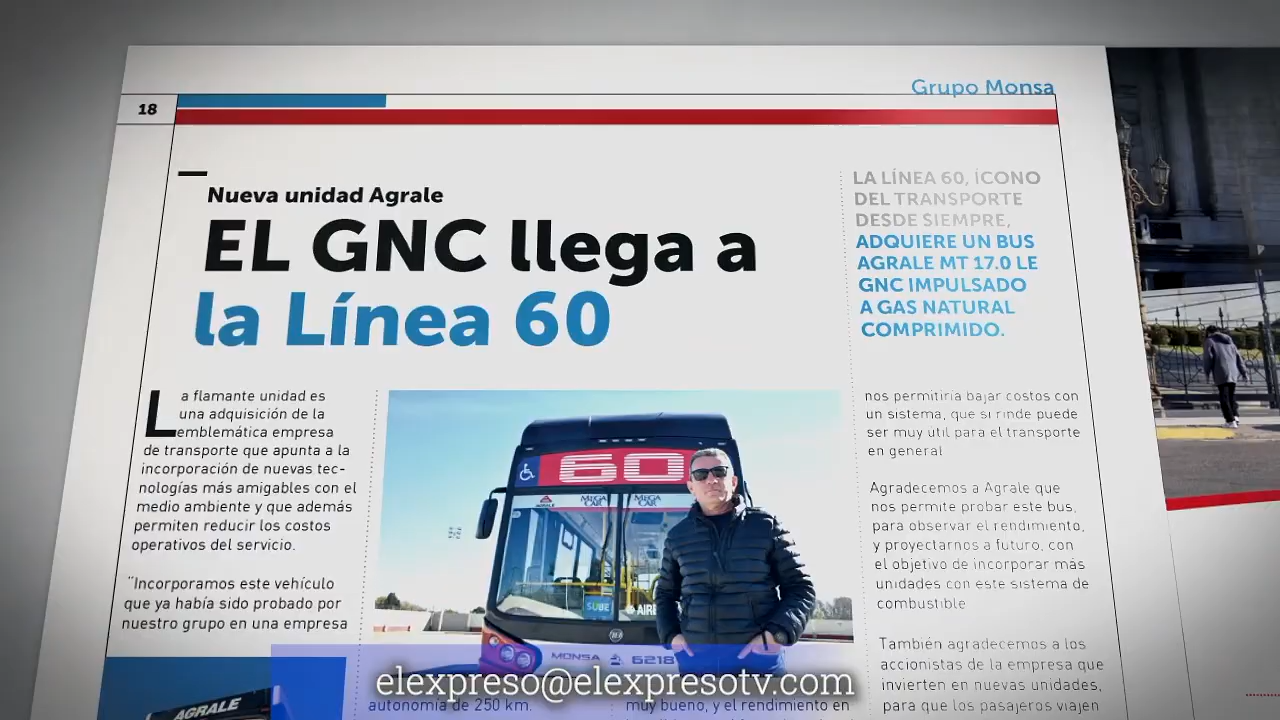 Grupo Monsa
18
Nueva unidad Agrale
EL GNC llega a
la Línea 60
LA LÍNEA 60, ÍCONO
DEL TRANSPORTE
DESDE SIEMPRE,
ADQUIERE UN BUS
AGRALE MT 17.0 LE
GNC IMPULSADO
A GAS NATURAL
COMPRIMIDO.
La flamante unidad es
una adquisición de la
emblemática empresa
de transporte que apunta a la
incorporación de nuevas tec-
nologías más amigables con el
medio ambiente y que además
permiten reducir los costos
operativos del servicio.
"Incorporamos este vehículo
que ya había sido probado por
nuestro grupo en una empresa
AGRALE
60
AGRALE
MEGA CAR
MEGA CAR
SUBE
MONSA
6218
autonomía de 250 km.
muy bueno, y el rendimiento en
nos permitiría bajar costos con
un sistema, que si rinde puede
ser muy útil para el transporte
en general
Agradecemos a Agrale que
nos permite probar este bus,
para observar el rendimiento,
y proyectarnos a futuro, con
el objetivo de incorporar más
unidades con este sistema de
combustible
También agradecemos a los
accionistas de la empresa que
invierten en nuevas unidades,
para que los pasajeros viajen
elexpreso@elexpresotv.com